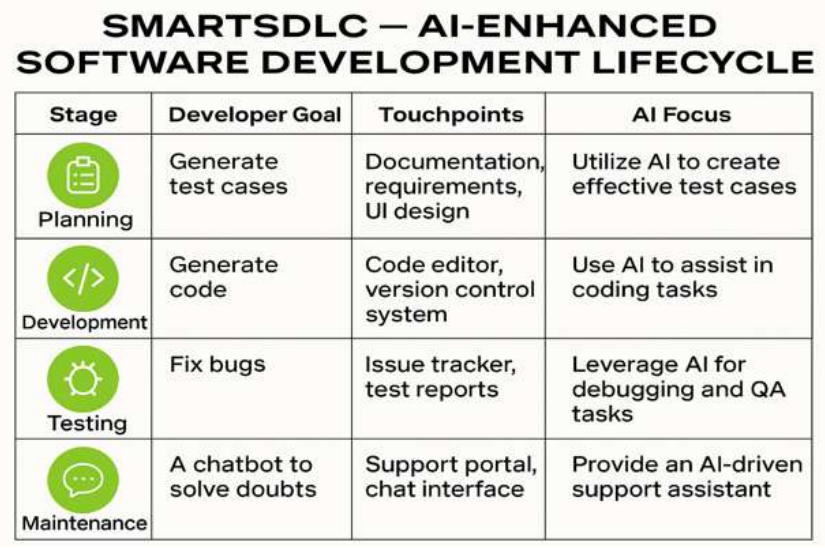 SMARTSDLC — AI-ENHANCED
SOFTWARE DEVELOPMENT LIFECYCLE
Stage
Developer Goal
Touchpoints
AI Focus
Planning
Generate
test cases
Documentation,
requirements,
UI design
Utilize AI to create
effective test cases
Development
Generate
code
Code editor,
version control
system
Use AI to assist in
coding tasks
Testing
Fix bugs
Issue tracker,
test reports
Leverage AI for
debugging and QA
tasks
Maintenance
A chatbot to
solve doubts
Support portal,
chat interface
Provide an AI-driven
support assistant